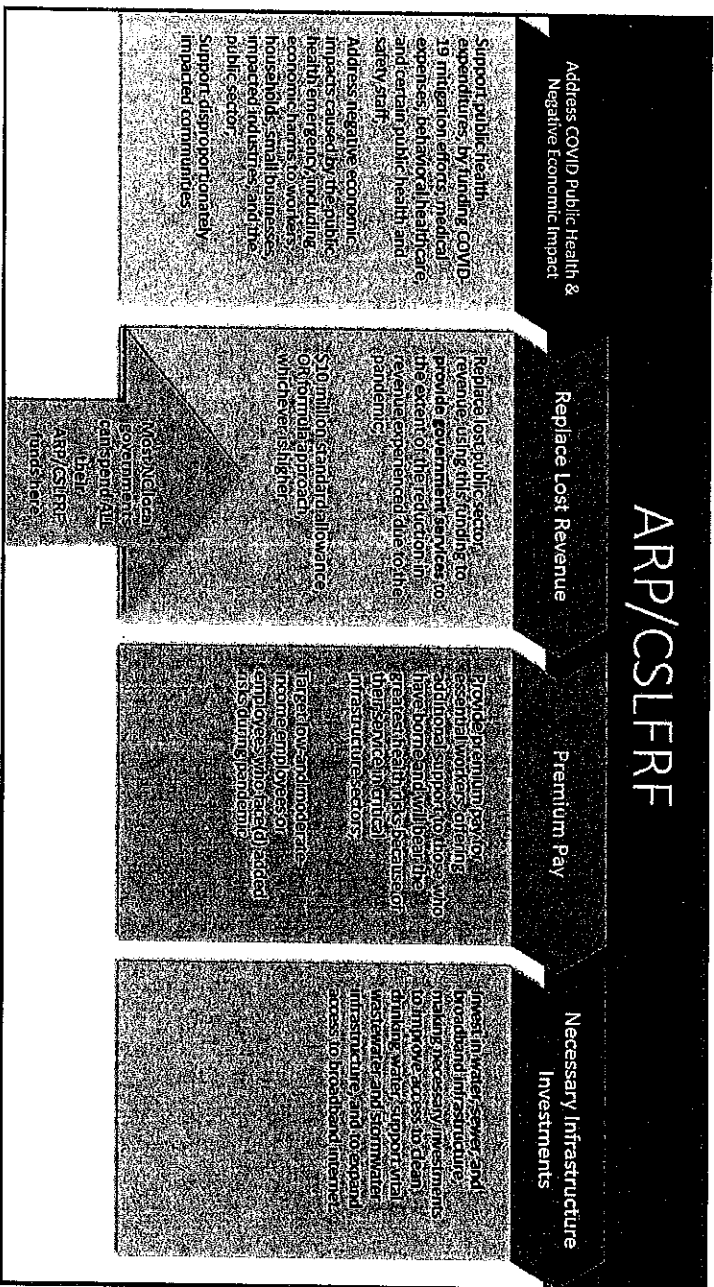 ARP/CSLFRF
Address COVID Public Health &
Negative Economic Impact
Support public health
expenditures, by funding COVID-
19 mitigation efforts, medical
expenses, behavioral healthcare,
and certain public health and
safety staff;
Address negative economic
impacts caused by the public
health emergency, including
economic harms to workers,
households, small businesses,
impacted industries, and the
public sector;
Support disproportionately
impacted communities
Replace Lost Revenue
Replace lost public sector
revenue, using this funding to
provide government services to
the extent of the reduction in
revenue experienced due to the
pandemic;
$10 million standard allowance
OR formula approach,
whichever is higher
Most NC local
governments
can spend ALL
their
ARP/CSLFRF
funds here!
Premium Pay
Provide premium pay for
essential workers, offering
additional support to those who
have borne and will bear the
greatest health risks because of
their service in critical
infrastructure sectors;
Target low-and moderate-
income employees or
employees who face(d) added
risks during pandemic
Necessary Infrastructure
Investments
Invest in water, sewer, and
broadband infrastructure,
making necessary investments
to improve access to clean
drinking water, support vital
wastewater and stormwater
infrastructure, and to expand
access to broadband internet.